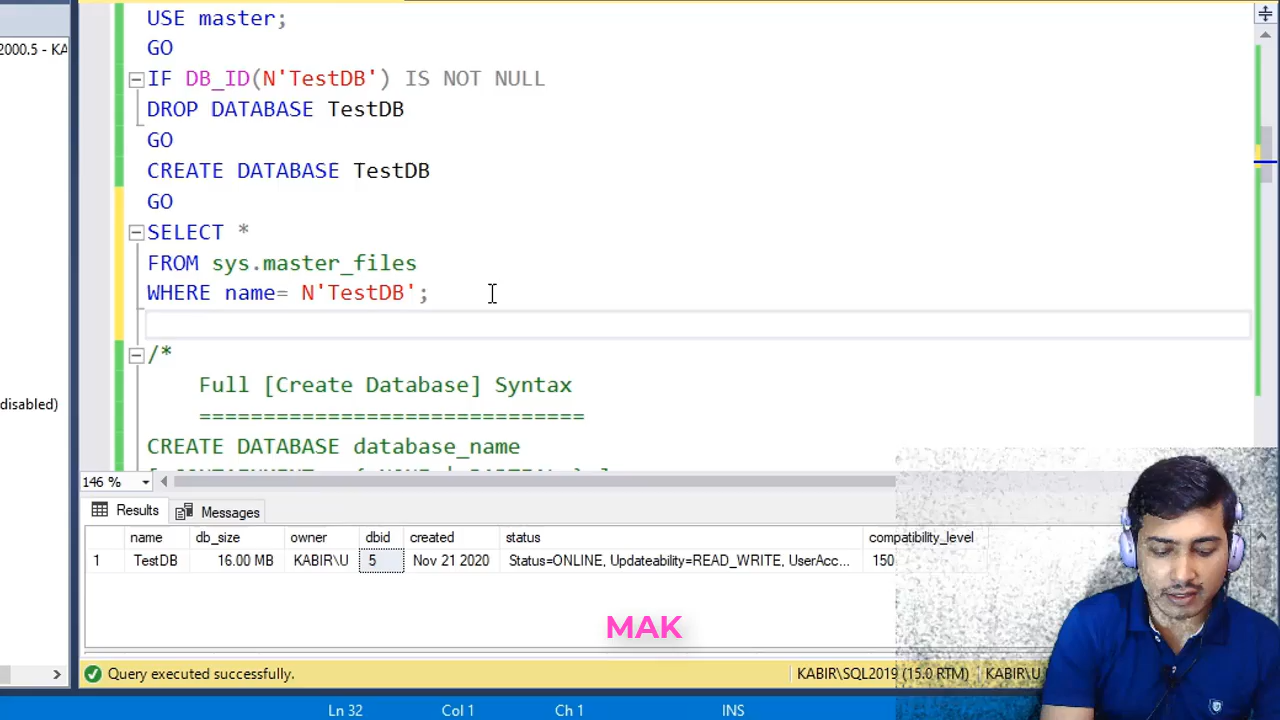 USE master;
2000.5 - KA
GO
IF DB_ID(N'TestDB') IS NOT NULL
DROP DATABASE TestDB
GO
CREATE DATABASE TestDB
GO
SELECT *
FROM sys.master_files
WHERE name= N'TestDB';
/*
Full [Create Database] Syntax
==============================
disabled)
CREATE DATABASE database_name
146 %
Results Messages
name db_size owner dbid created status compatibility_level
1 TestDB 16.00 MB KABIR\U 5 Nov 21 2020 Status=ONLINE, Updateability=READ_WRITE, UserAcc... 150
MAK
Query executed successfully. KABIR\SQL2019 (15.0 RTM) KABIR\U
Ln 32 Col 1 Ch 1 INS